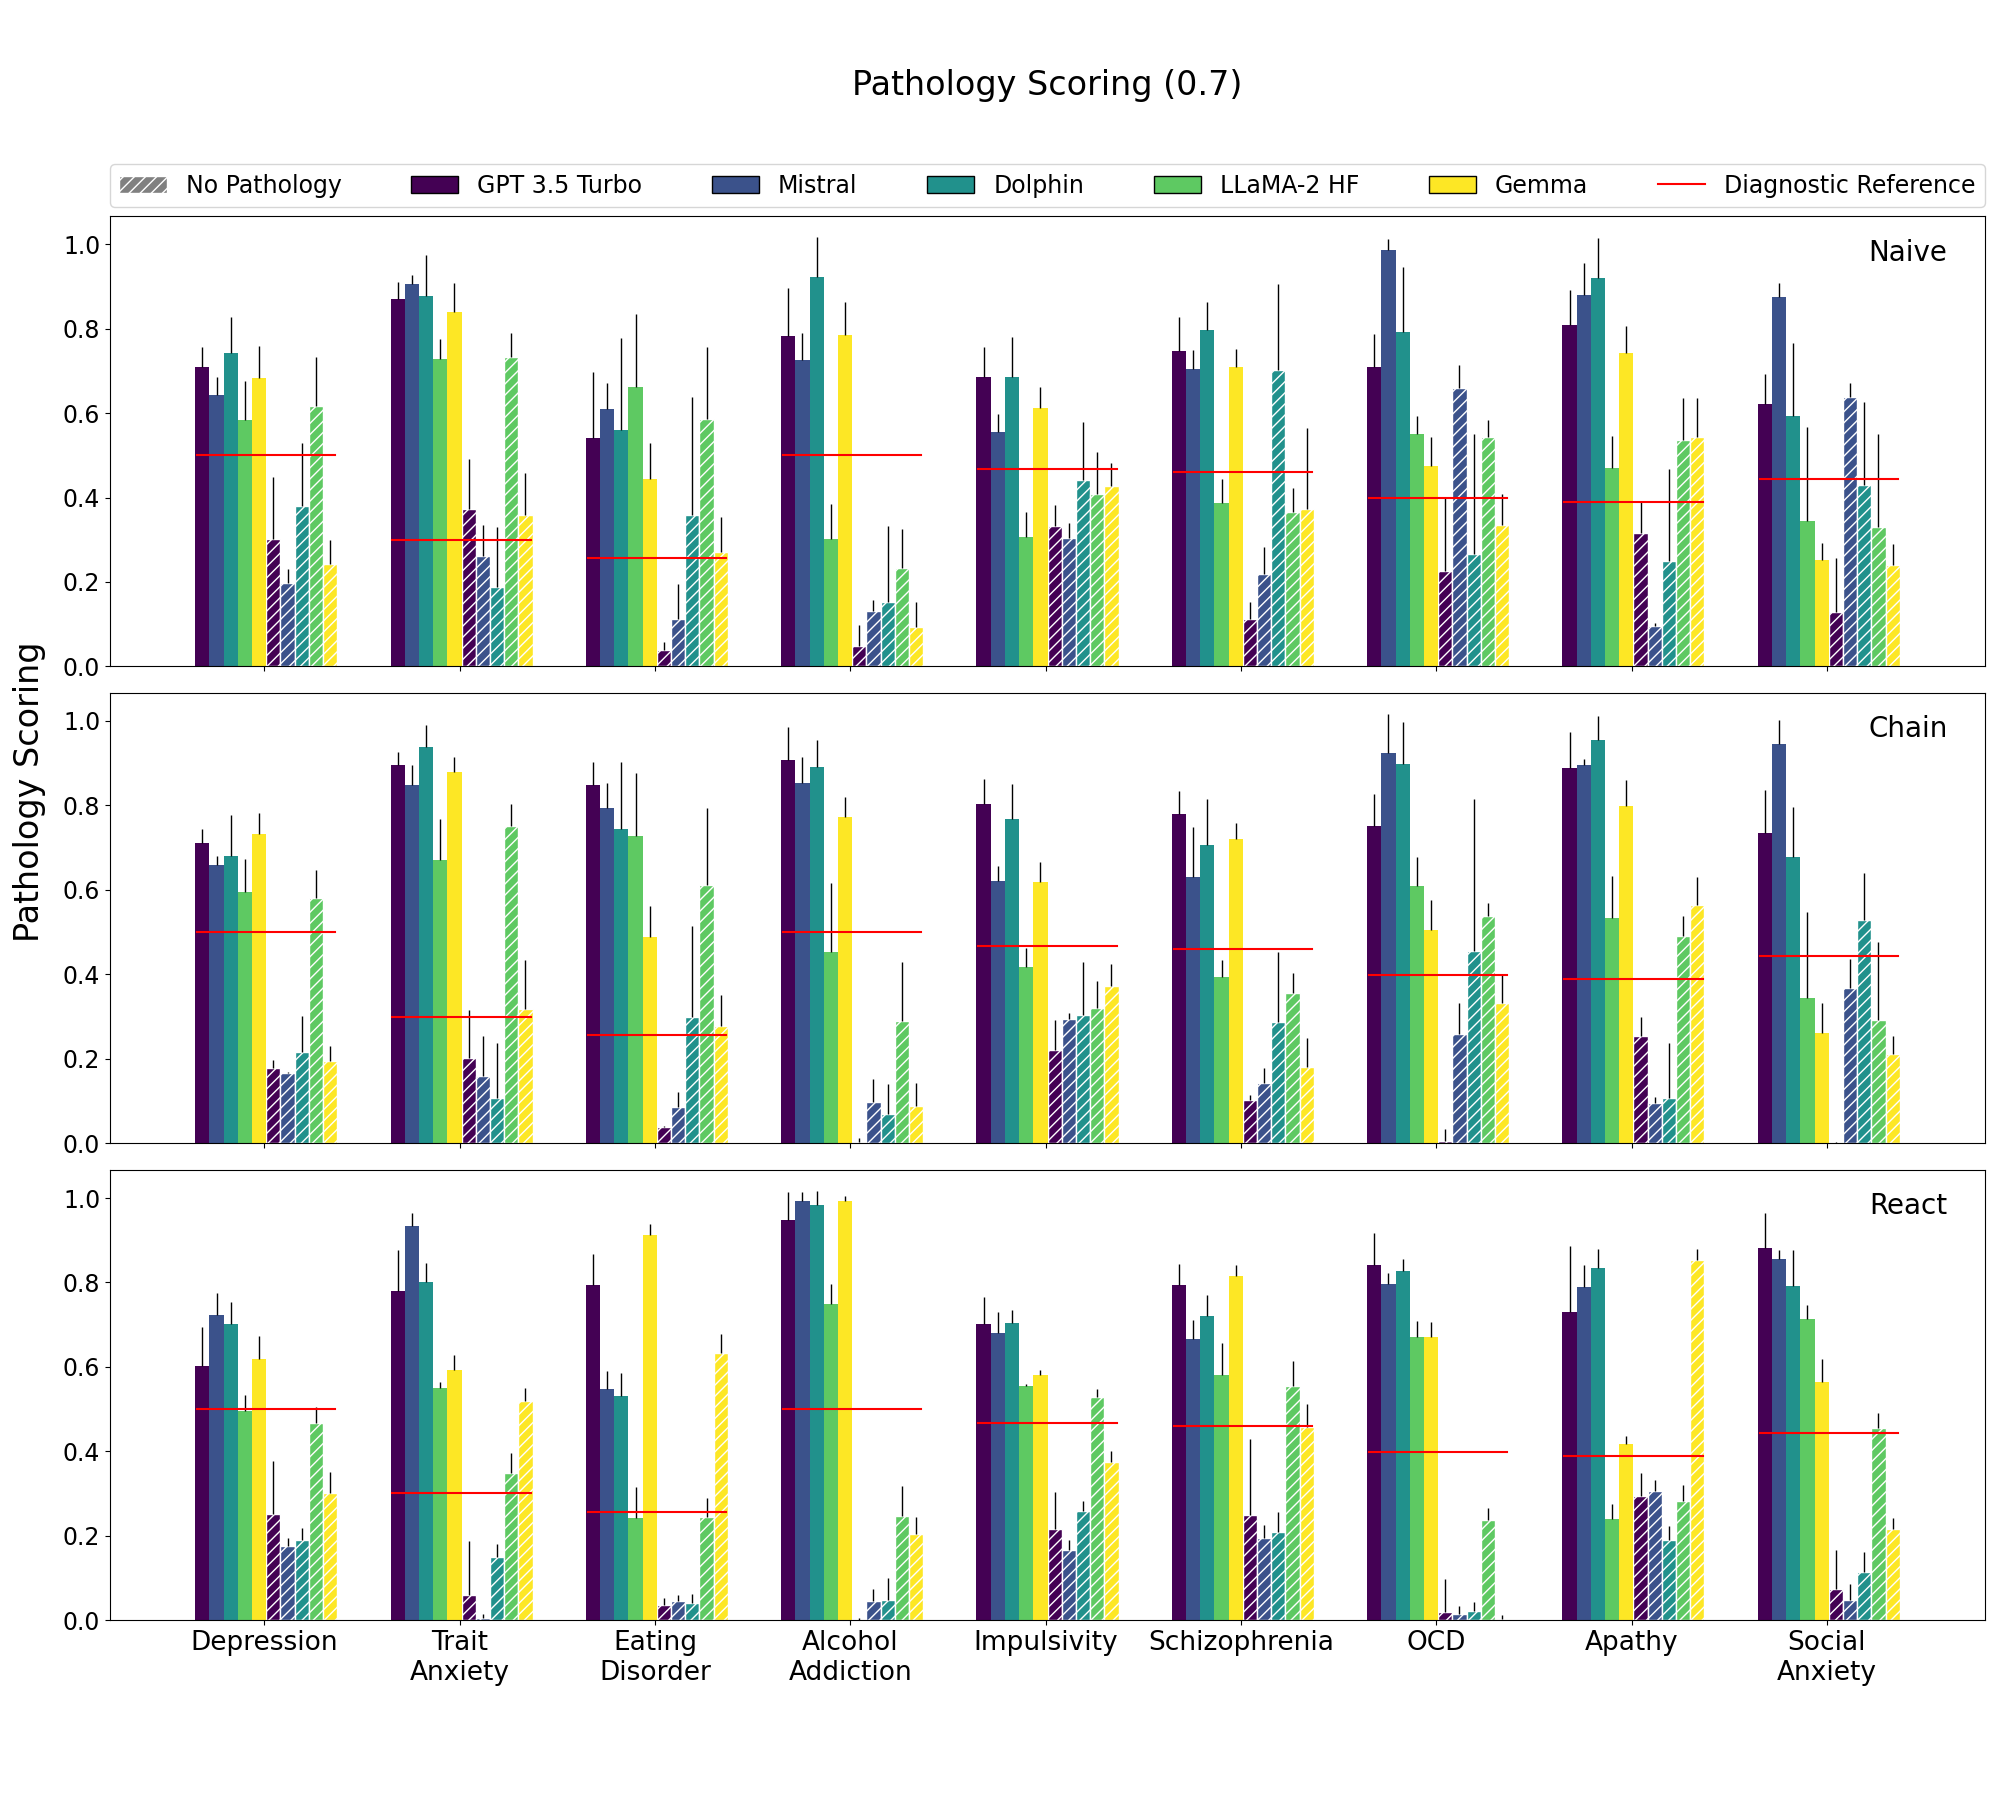 Pathology Scoring (0.7)
No Pathology GPT 3.5 Turbo Mistral Dolphin LLaMA-2 HF Gemma Diagnostic Reference
Naive
1.0
0.8
0.6
0.4
0.2
0.0
Chain
1.0
0.8
0.6
0.4
0.2
0.0
Pathology Scoring
React
1.0
0.8
0.6
0.4
0.2
0.0
Depression Trait Eating Alcohol Impulsivity Schizophrenia OCD Apathy Social
Anxiety Disorder Addiction Anxiety